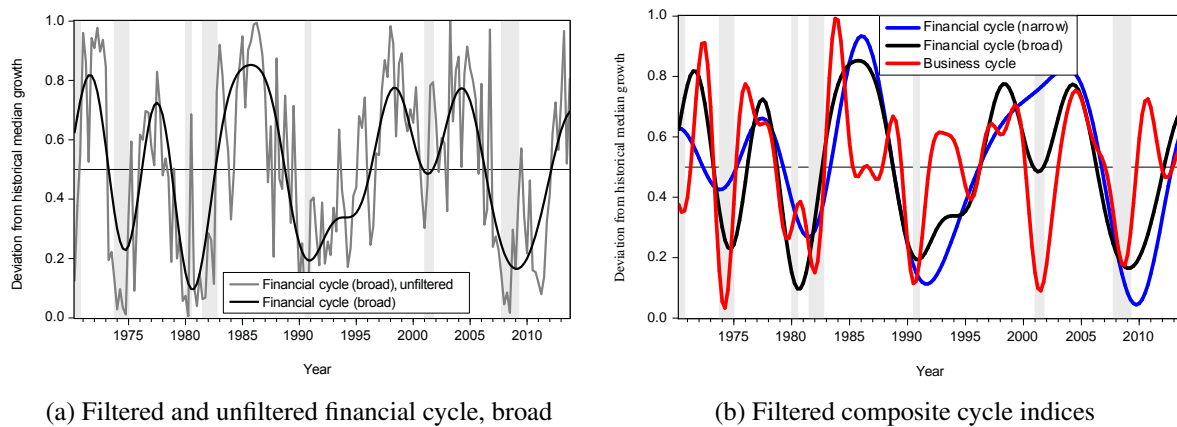 Deviation from historical median growth
1.0
0.8
0.6
0.4
0.2
0.0
Financial cycle (broad), unfiltered
Financial cycle (broad)
1975 1980 1985 1990 1995 2000 2005 2010
Year
(a) Filtered and unfiltered financial cycle, broad
Deviation from historical median growth
1.0
0.8
0.6
0.4
0.2
0.0
Financial cycle (narrow)
Financial cycle (broad)
Business cycle
1975 1980 1985 1990 1995 2000 2005 2010
Year
(b) Filtered composite cycle indices